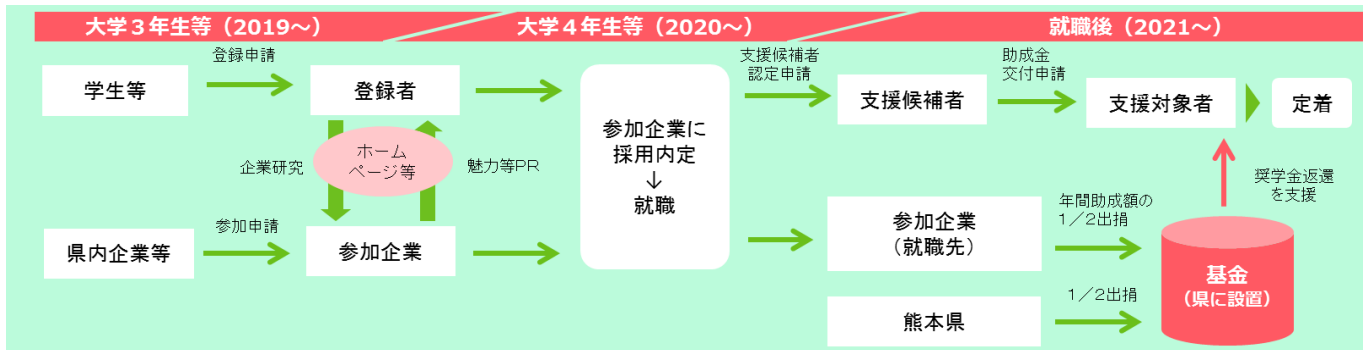 大学３年生等（2019～）
大学４年生等（2020～）
就職後（2021～）
学生等
登録申請
登録者
企業研究
ホーム
ページ等
魅力等PR
県内企業等
参加申請
参加企業
参加企業に
採用内定
↓
就職
支援候補者
認定申請
支援候補者
助成金
交付申請
支援対象者
定着
奨学金返還
を支援
参加企業
（就職先）
年間助成額の
１／２出捐
熊本県
１／２出捐
基金
（県に設置）